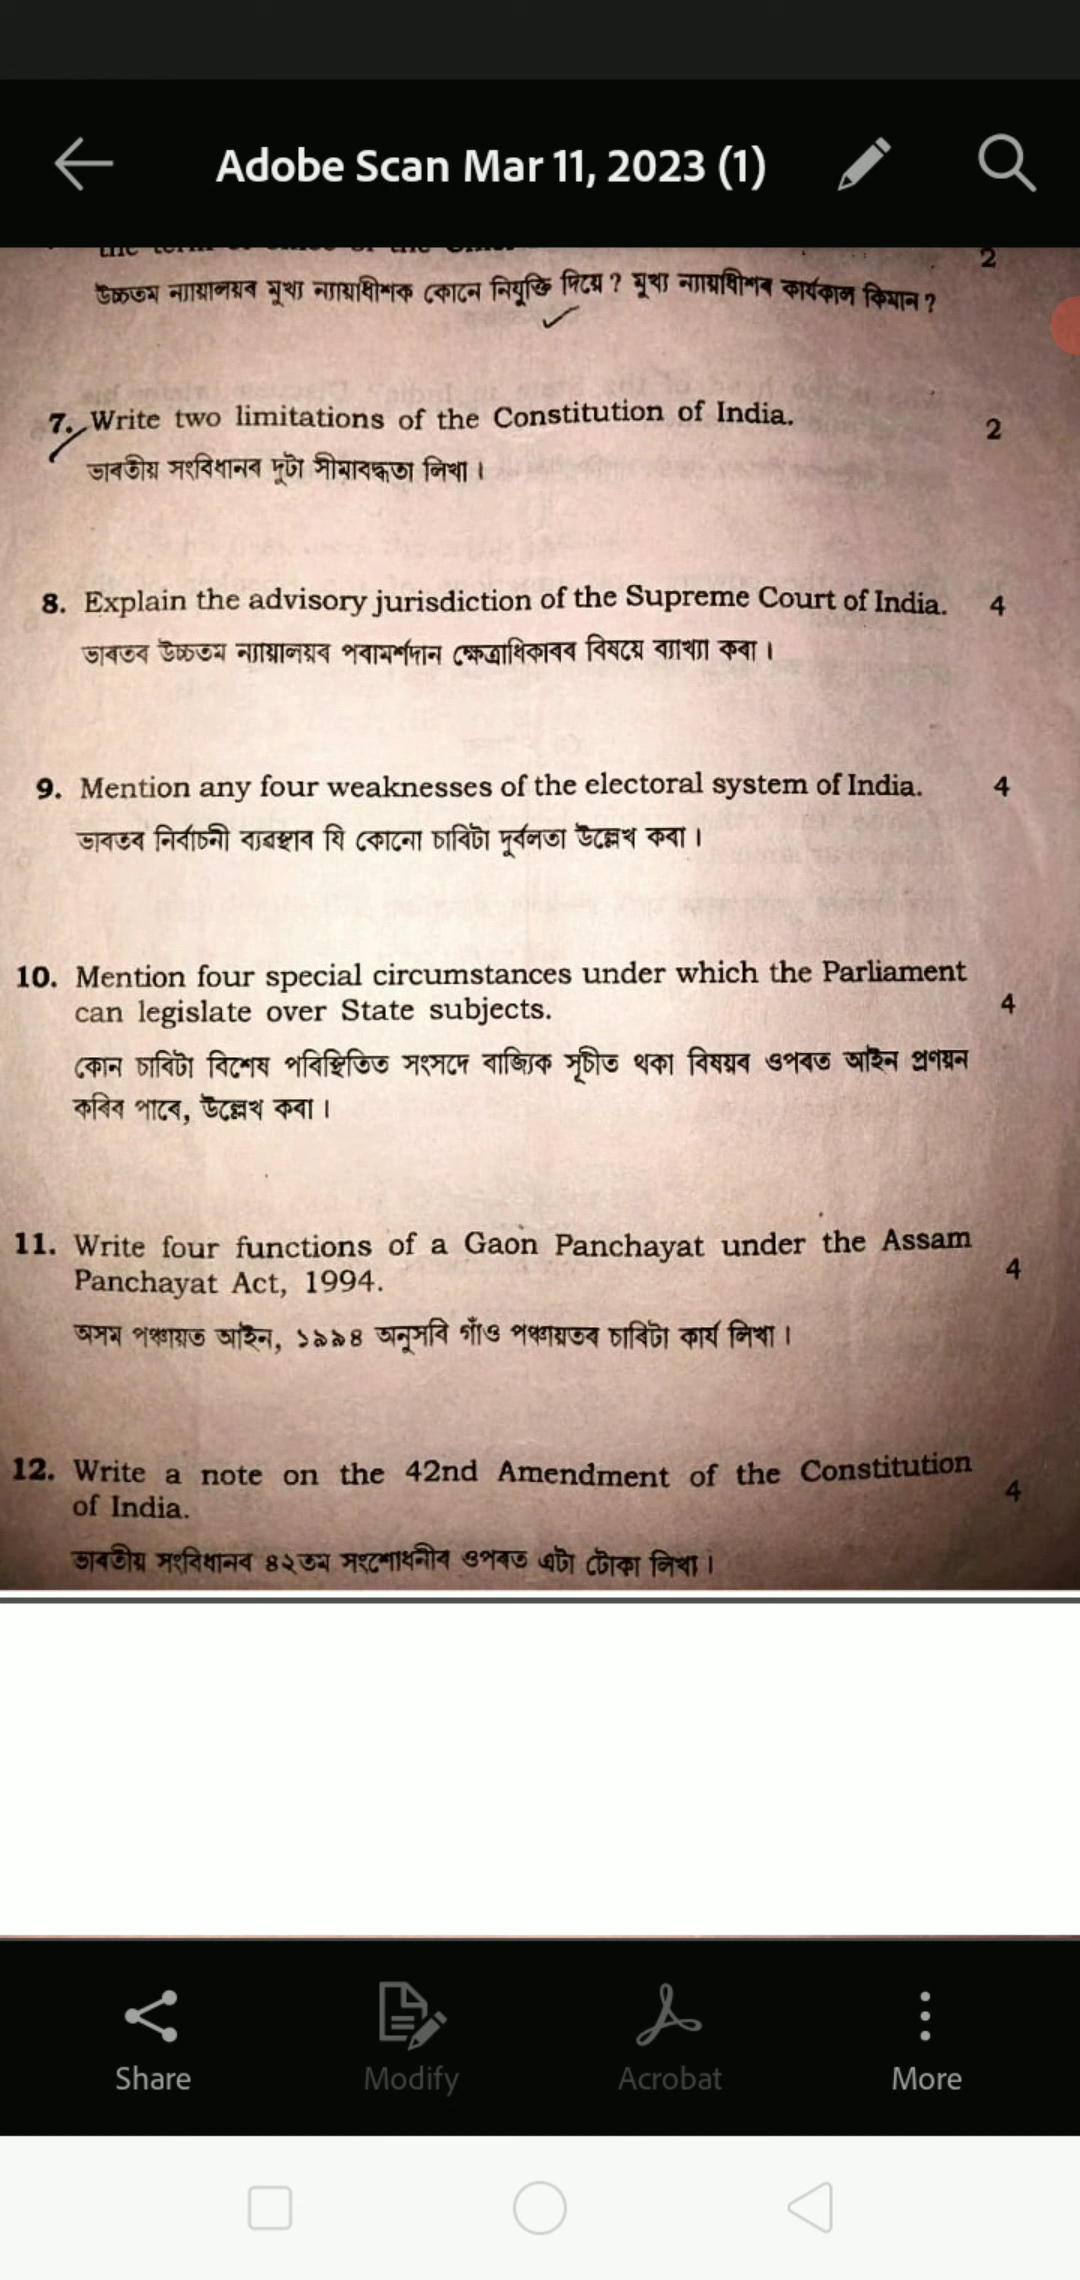 Adobe Scan Mar 11, 2023 (1)
the term of office of the
2
উচ্চতম ন্যায়ালয়ৰ মুখ্য ন্যায়াধীশক কোনে নিযুক্তি দিয়ে ? মুখ্য ন্যায়ধীশৰ কাৰ্যকাল কিমান ?
7. Write two limitations of the Constitution of India. 2
ভাৰতীয় সংবিধানৰ দুটা সীমাবদ্ধতা লিখা ।
8. Explain the advisory jurisdiction of the Supreme Court of India. 4
ভাৰতৰ উচ্চতম ন্যায়ালয়ৰ পৰামৰ্শদান ক্ষেত্ৰাধিকাৰৰ বিষয়ে ব্যাখ্যা কৰা ।
9. Mention any four weaknesses of the electoral system of India. 4
ভাৰতৰ নিৰ্বাচনী ব্যৱস্থাৰ যি কোনো চাৰিটা দুৰ্বলতা উল্লেখ কৰা ।
10. Mention four special circumstances under which the Parliament
can legislate over State subjects. 4
কোন চাৰিটা বিশেষ পৰিস্থিতিত সংসদে ৰাজ্যিক সূচীত থকা বিষয়ৰ ওপৰত আইন প্ৰণয়ন
কৰিব পাৰে, উল্লেখ কৰা ।
11. Write four functions of a Gaon Panchayat under the Assam
Panchayat Act, 1994. 4
অসম পঞ্চায়ত আইন, ১৯৯৪ অনুসৰি গাঁও পঞ্চায়তৰ চাৰিটা কাৰ্য লিখা ।
12. Write a note on the 42nd Amendment of the Constitution
of India. 4
ভাৰতীয় সংবিধানৰ ৪২তম সংশোধনীৰ ওপৰত এটা টোকা লিখা ।
Share Modify Acrobat More